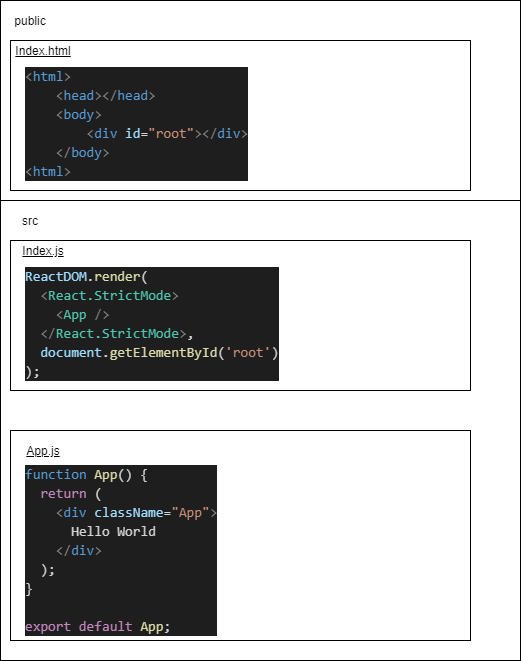 public
Index.html
<html>
    <head></head>
    <body>
        <div id="root"></div>
    </body>
<html>
src
Index.js
ReactDOM.render(
  <React.StrictMode>
    <App />
  </React.StrictMode>,
  document.getElementById('root')
);
App.js
function App() {
  return (
    <div className="App">
      Hello World
    </div>
  );
}
export default App;